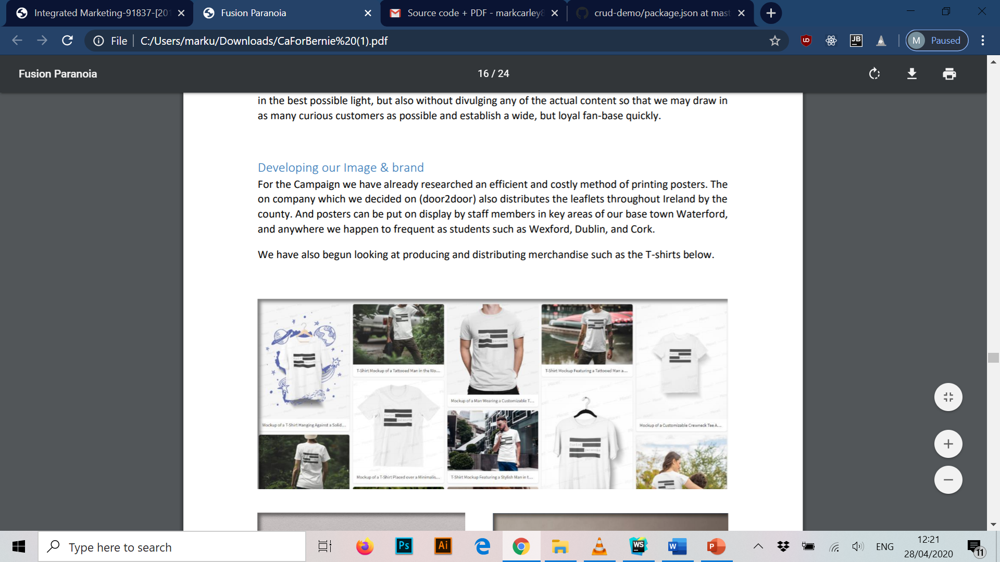 Integrated Marketing-91837-[201
Fusion Paranoia
Source code + PDF - markcarley8
crud-demo/package.json at mast
File
C:/Users/marku/Downloads/CaForBernie%20(1).pdf
M Paused
Fusion Paranoia
16 / 24
in the best possible light, but also without divulging any of the actual content so that we may draw in
as many curious customers as possible and establish a wide, but loyal fan-base quickly.
Developing our Image & brand
For the Campaign we have already researched an efficient and costly method of printing posters. The
on company which we decided on (door2door) also distributes the leaflets throughout Ireland by the
county. And posters can be put on display by staff members in key areas of our base town Waterford,
and anywhere we happen to frequent as students such as Wexford, Dublin, and Cork.
We have also begun looking at producing and distributing merchandise such as the T-shirts below.
T-Shirt Mockup of a Tattooed Man in the Wo...
T-Shirt Mockup Featuring a Tattooed Man a...
Mockup of a Man Wearing a Customizable T...
Mockup of a T-Shirt Hanging Against a Solid...
Mockup of a Customizable Crewneck Tee A...
Mockup of a T-Shirt Placed over a Minimalis...
T-Shirt Mockup Featuring a Stylish Man in t...
fusion
paranoia
Type here to search
Ps
Ai
WS
W
P
ENG
12:21
28/04/2020
11